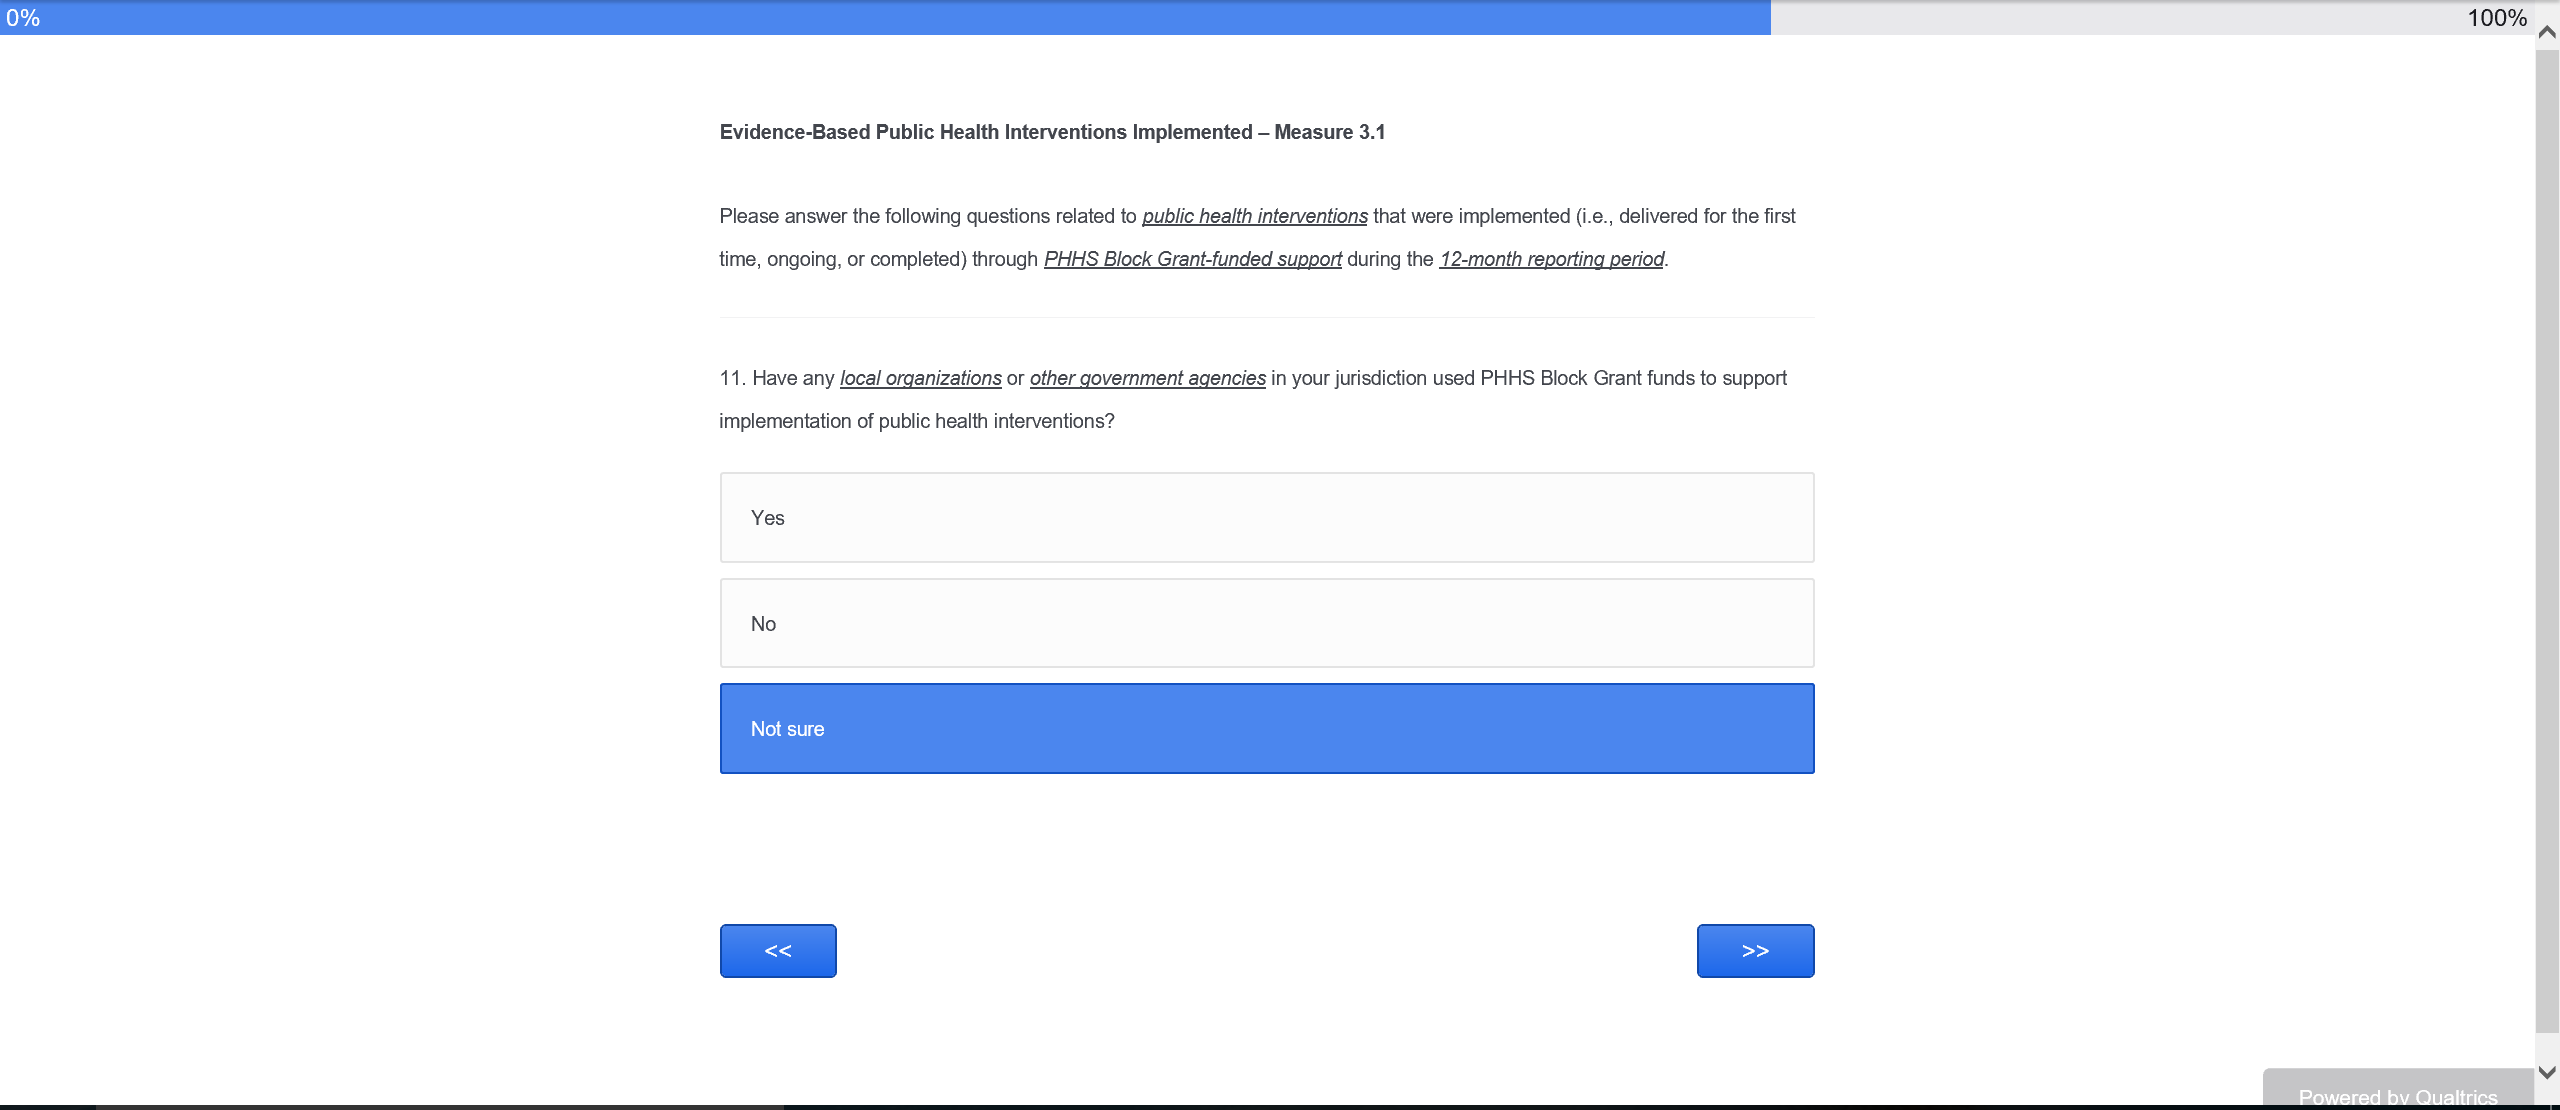 0%
100%
Evidence-Based Public Health Interventions Implemented – Measure 3.1
Please answer the following questions related to public health interventions that were implemented (i.e., delivered for the first
time, ongoing, or completed) through PHHS Block Grant-funded support during the 12-month reporting period.
11. Have any local organizations or other government agencies in your jurisdiction used PHHS Block Grant funds to support
implementation of public health interventions?
Yes
No
Not sure
<<
>>
Powered by Qualtrics